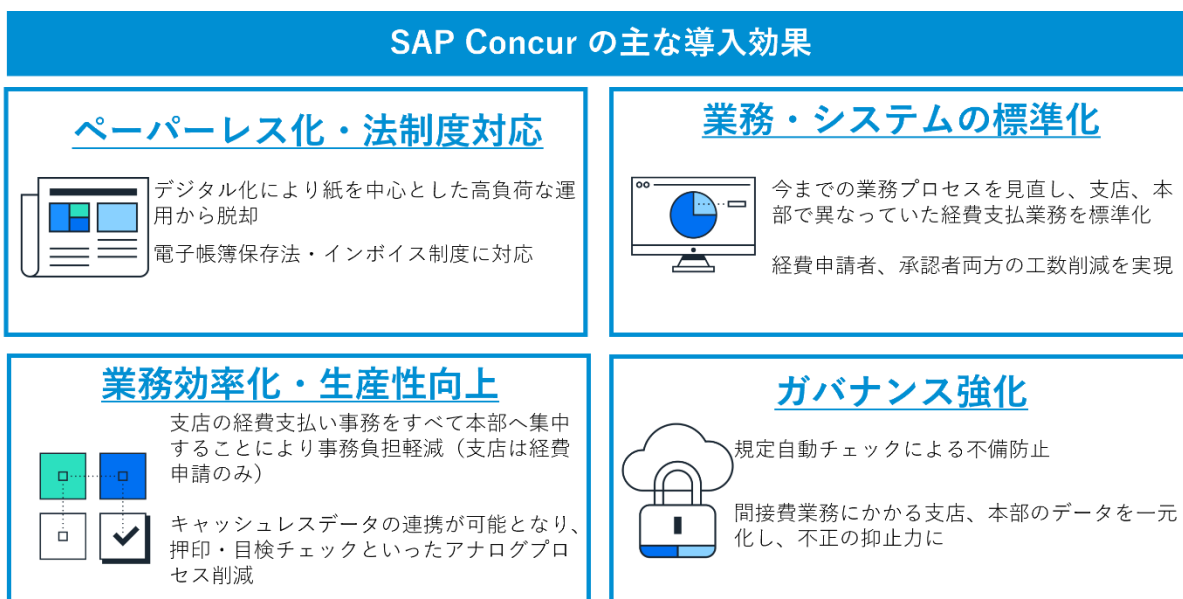 SAP Concur の主な導入効果
ペーパーレス化・法制度対応
デジタル化により紙を中心とした高負荷な運
用から脱却
電子帳簿保存法・インボイス制度に対応
業務・システムの標準化
今までの業務プロセスを見直し、支店、本
部で異なっていた経費支払業務を標準化
経費申請者、承認者両方の工数削減を実現
業務効率化・生産性向上
支店の経費支払い事務をすべて本部へ集中
することにより事務負担軽減（支店は経費
申請のみ）
キャッシュレスデータの連携が可能となり、
押印・目検チェックといったアナログプロ
セス削減
ガバナンス強化
規定自動チェックによる不備防止
間接費業務にかかる支店、本部のデータを一元
化し、不正の抑止力に